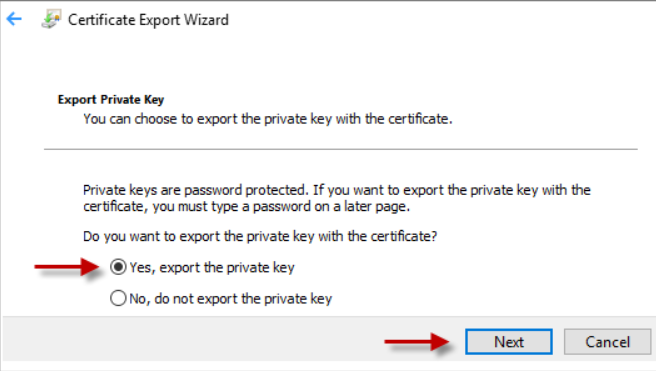 Certificate Export Wizard
Export Private Key
You can choose to export the private key with the certificate.
Private keys are password protected. If you want to export the private key with the
certificate, you must type a password on a later page.
Do you want to export the private key with the certificate?
Yes, export the private key
No, do not export the private key
Next
Cancel